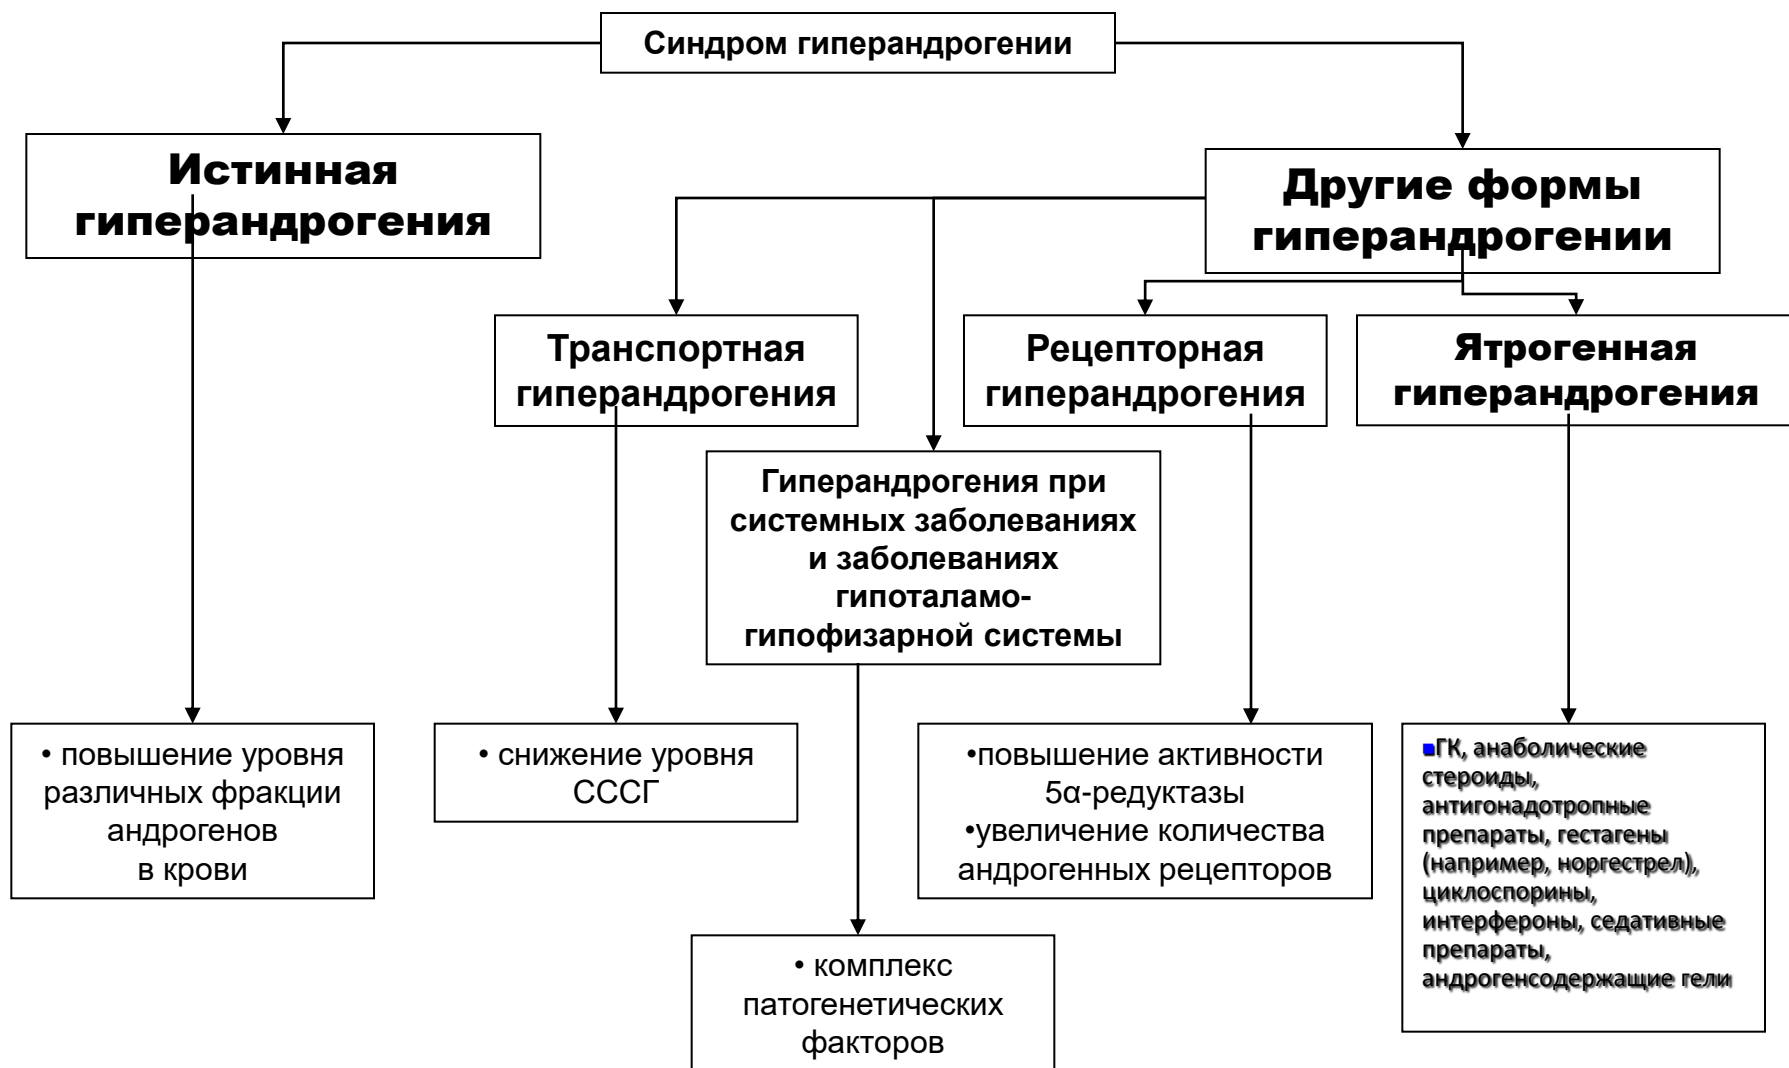 Синдром гиперандрогении
Истинная
гиперандрогения
Другие формы
гиперандрогении
Транспортная
гиперандрогения
Рецепторная
гиперандрогения
Ятрогенная
гиперандрогения
Гиперандрогения при
системных заболеваниях
и заболеваниях
гипоталамо-
гипофизарной системы
• повышение уровня
различных фракции
андрогенов
в крови
• снижение уровня
СССГ
•повышение активности
5α-редуктазы
•увеличение количества
андрогенных рецепторов
■ГК, анаболические
стероиды,
антигонадотропные
препараты, гестагены
(например, норгестрел),
циклоспорины,
интерфероны, седативные
препараты,
андрогенсодержащие гели
• комплекс
патогенетических
факторов